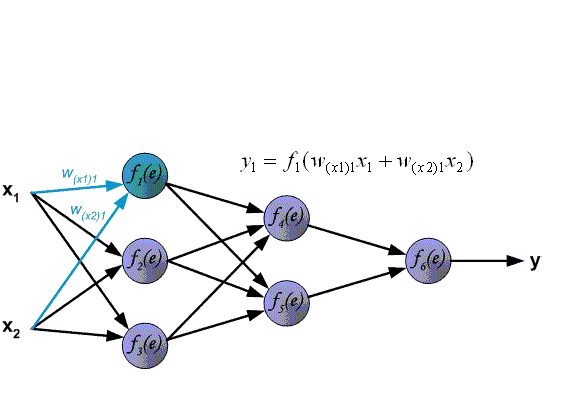 y₁ = f₁(w₍ₓ₁₎₁x₁ + w₍ₓ₂₎₁x₂)
w(x1)1
f₁(e)
x₁
w(x2)1
f₄(e)
f₂(e)
f₆(e)
y
f₅(e)
x₂
f₃(e)